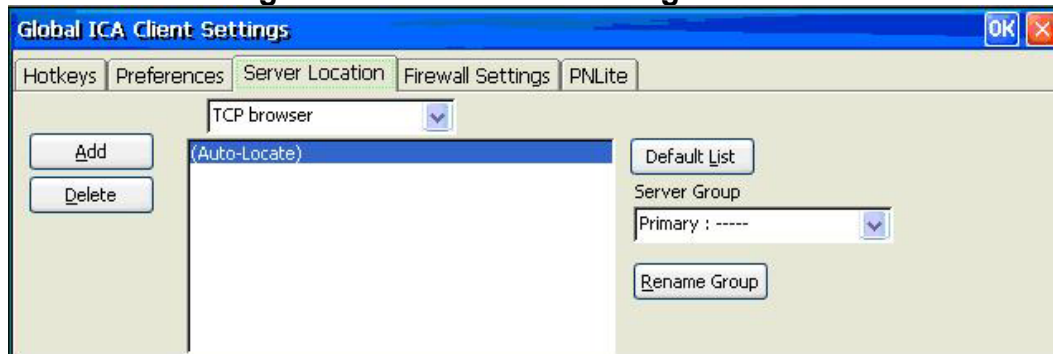 Global ICA Client Settings
OK
Hotkeys Preferences Server Location Firewall Settings PNLite
TCP browser
Add
Delete
(Auto-Locate)
Default List
Server Group
Primary : -----
Rename Group